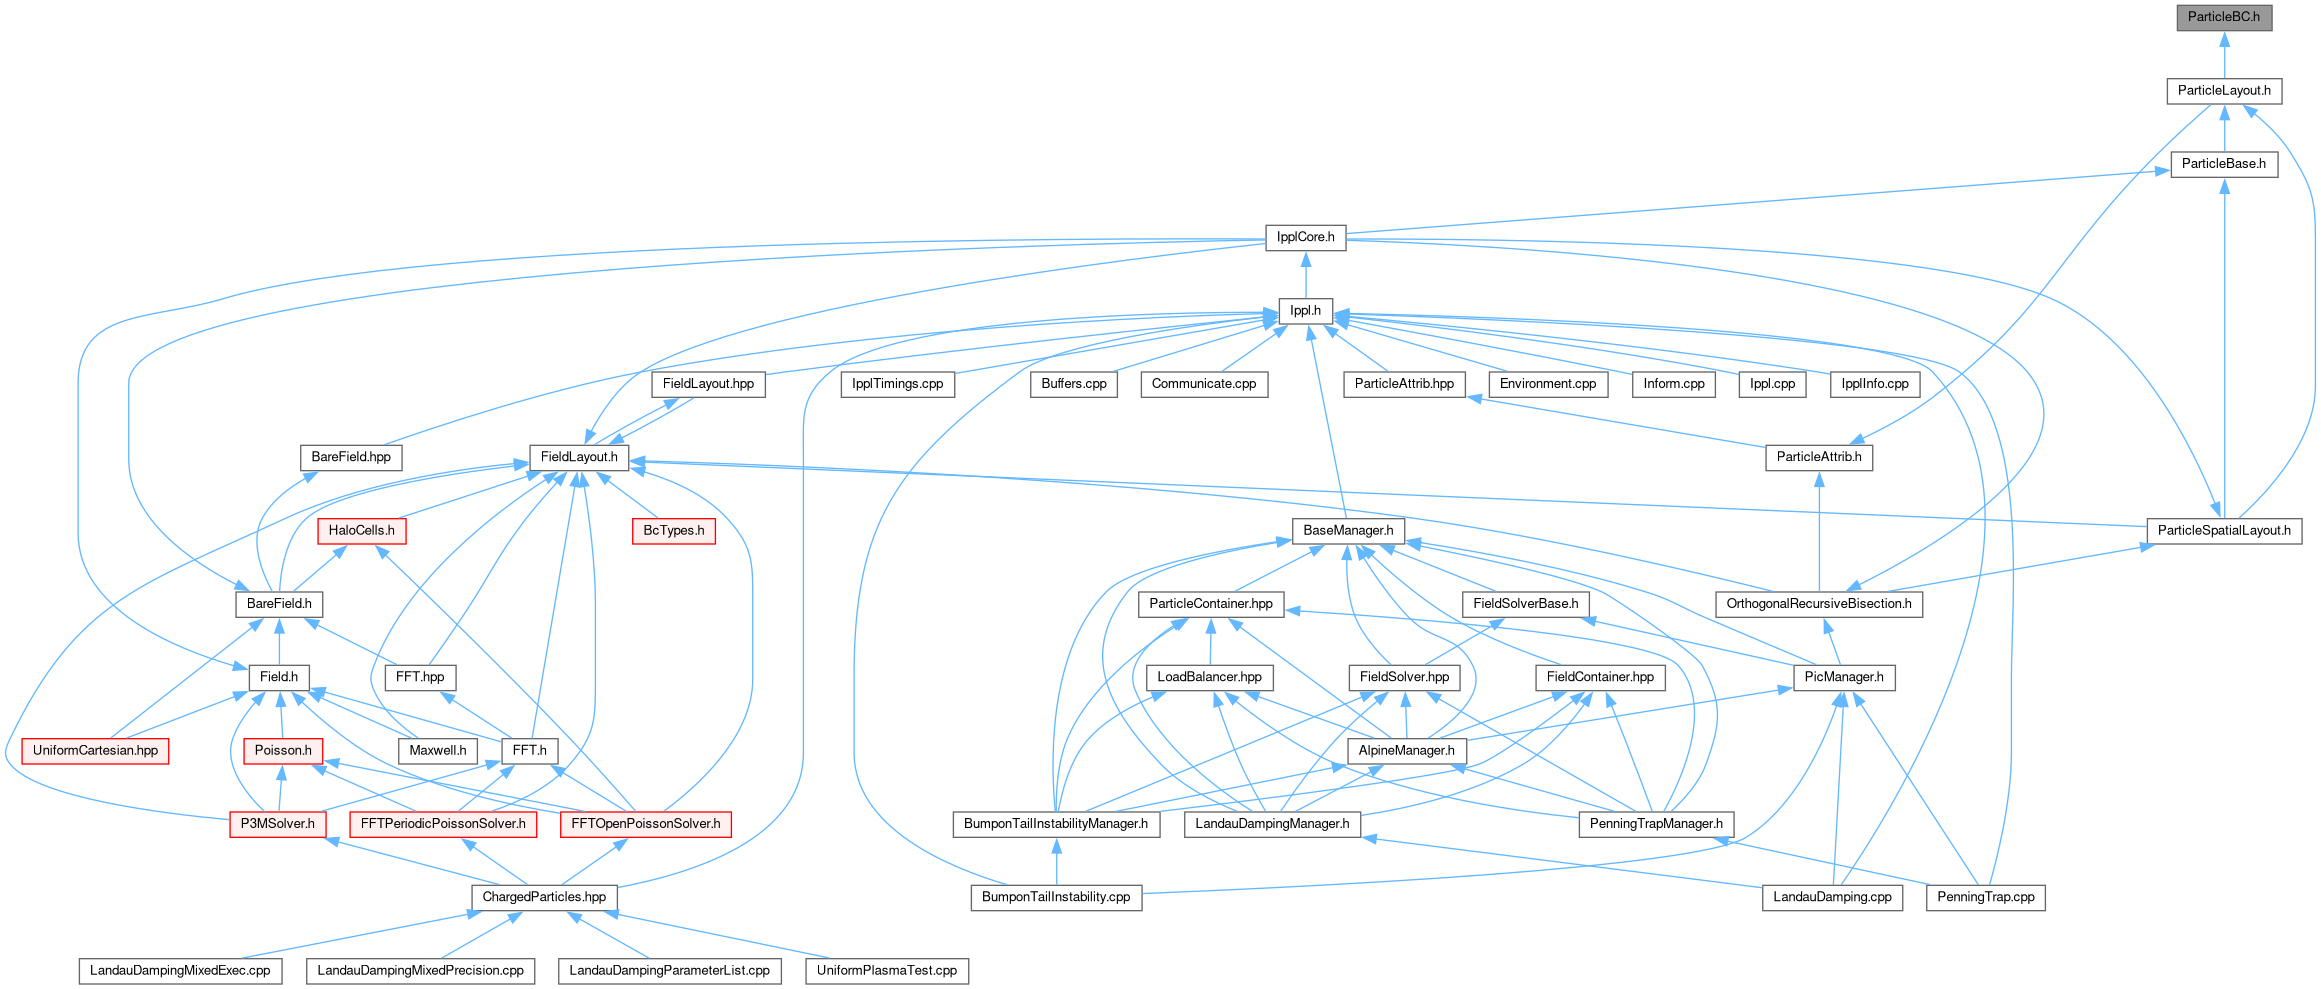 ParticleBC.h
ParticleLayout.h
ParticleBase.h
IpplCore.h
Ippl.h
FieldLayout.hpp
IpplTimings.cpp
Buffers.cpp
Communicate.cpp
ParticleAttrib.hpp
Environment.cpp
Inform.cpp
Ippl.cpp
IpplInfo.cpp
BareField.hpp
FieldLayout.h
ParticleAttrib.h
HaloCells.h
BcTypes.h
BaseManager.h
ParticleSpatialLayout.h
BareField.h
ParticleContainer.hpp
FieldSolverBase.h
OrthogonalRecursiveBisection.h
Field.h
FFT.hpp
LoadBalancer.hpp
FieldSolver.hpp
FieldContainer.hpp
PicManager.h
UniformCartesian.hpp
Poisson.h
Maxwell.h
FFT.h
AlpineManager.h
P3MSolver.h
FFTPeriodicPoissonSolver.h
FFTOpenPoissonSolver.h
BumponTailInstabilityManager.h
LandauDampingManager.h
PenningTrapManager.h
ChargedParticles.hpp
BumponTailInstability.cpp
LandauDamping.cpp
PenningTrap.cpp
LandauDampingMixedExec.cpp
LandauDampingMixedPrecision.cpp
LandauDampingParameterList.cpp
UniformPlasmaTest.cpp